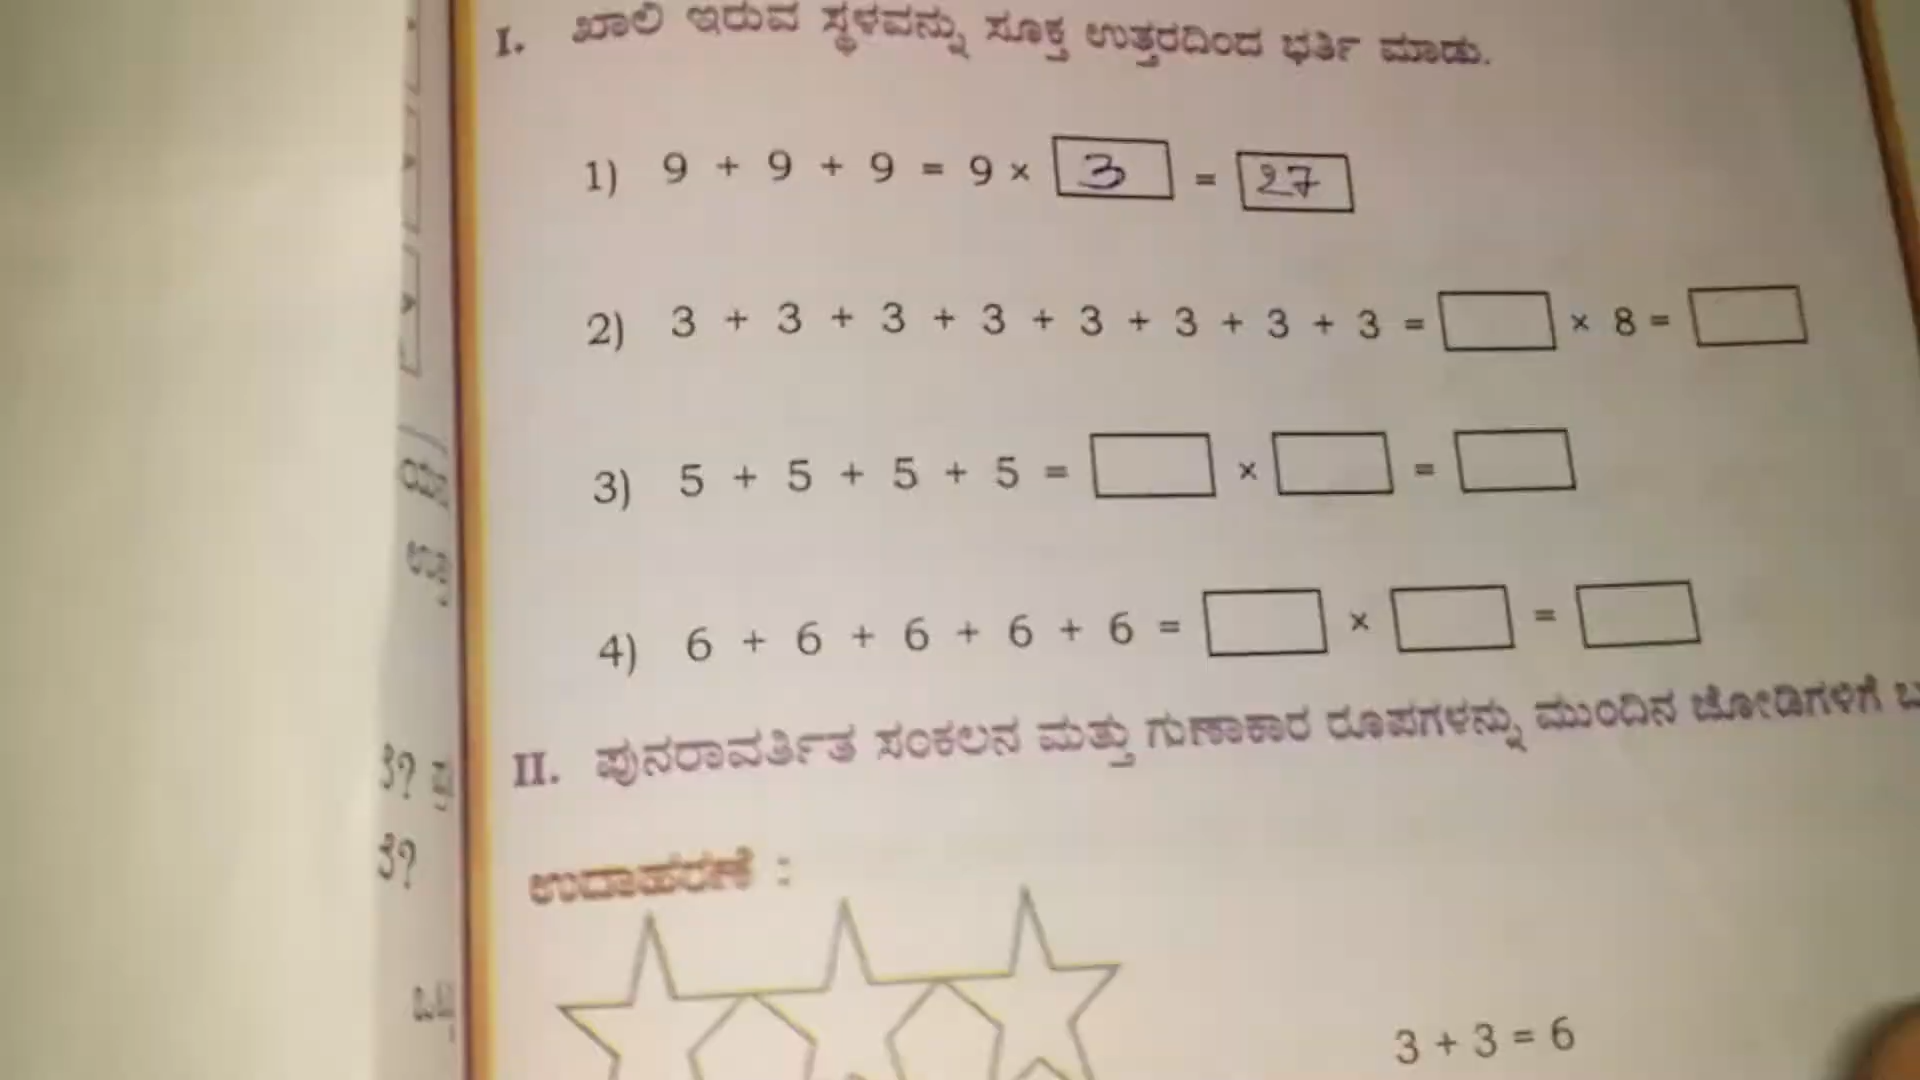 I. ಖಾಲಿ ಇರುವ ಸ್ಥಳವನ್ನು ಸೂಕ್ತ ಉತ್ತರದಿಂದ ಭರ್ತಿ ಮಾಡು.
1) 9 + 9 + 9 = 9 × 3 = 27
2) 3 + 3 + 3 + 3 + 3 + 3 + 3 + 3 = × 8 =
3) 5 + 5 + 5 + 5 = × =
4) 6 + 6 + 6 + 6 + 6 = × =
II. ಪುನರಾವರ್ತಿತ ಸಂಕಲನ ಮತ್ತು ಗುಣಾಕಾರ ರೂಪಗಳನ್ನು ಮುಂದಿನ ಜೋಡಿಗಳಿಗೆ
ಉದಾಹರಣೆ :
3 + 3 = 6